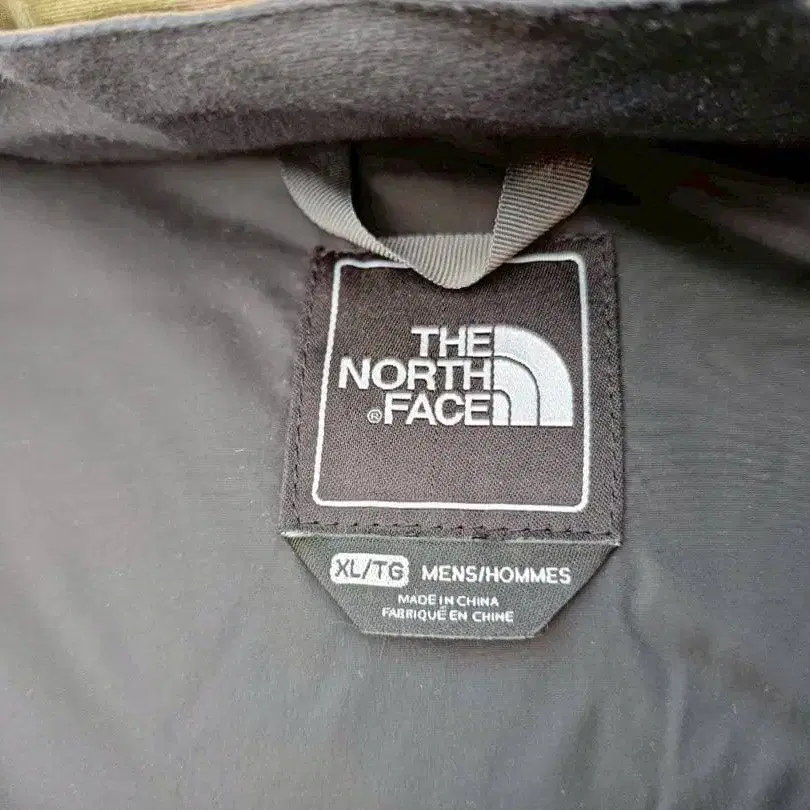 THE
NORTH
® FACE
XL/TG MENS/HOMMES
MADE IN CHINA
FABRIQUÉ EN CHINE